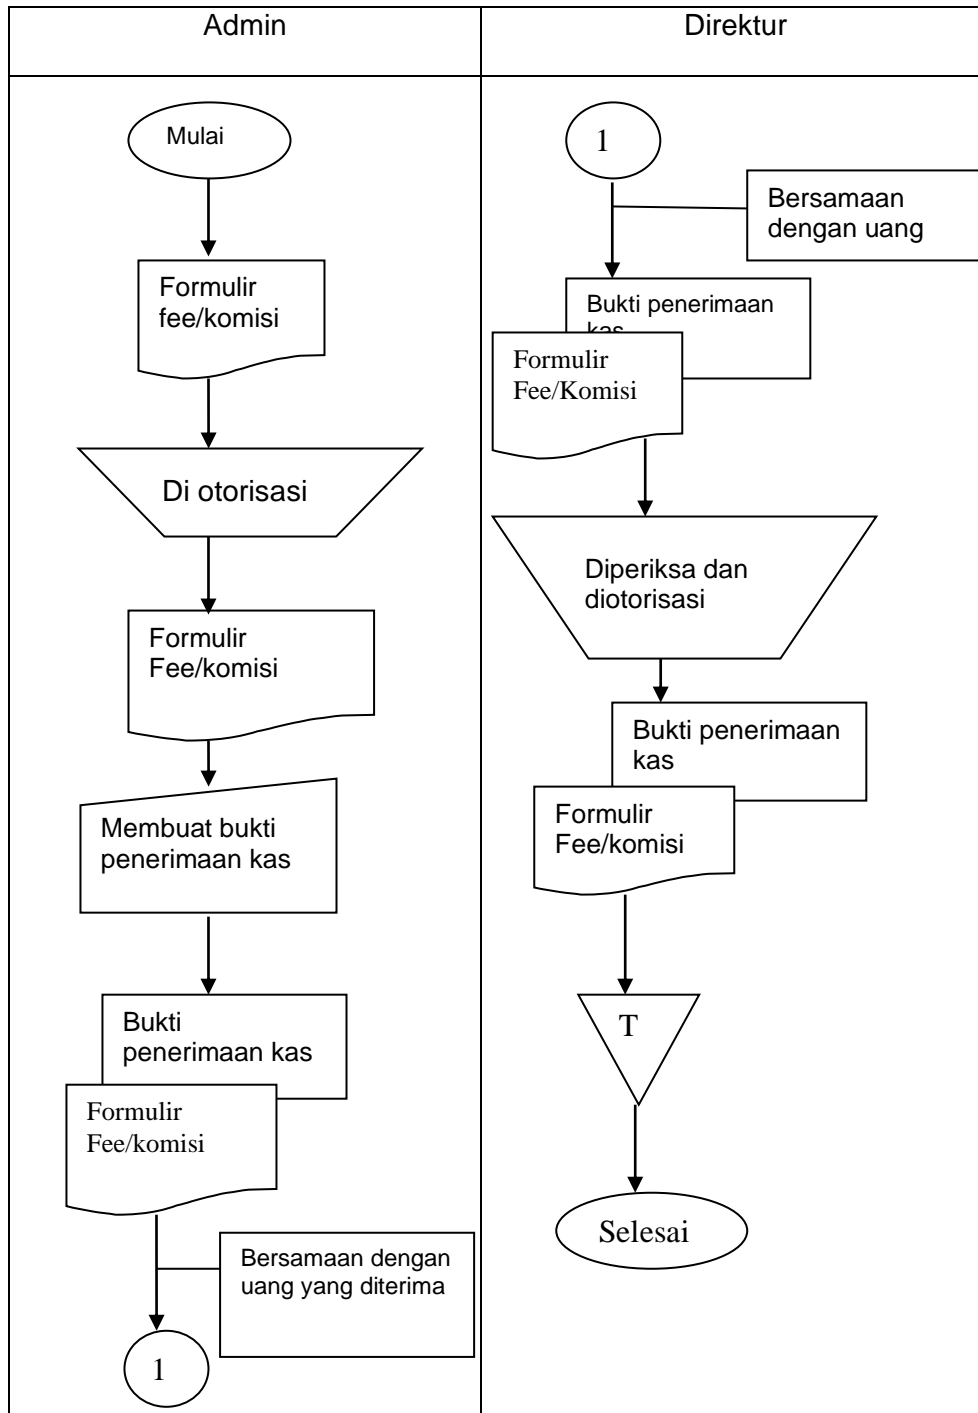 Admin
Direktur
Mulai
Formulir
fee/komisi
Di otorisasi
Formulir
Fee/komisi
Membuat bukti
penerimaan kas
Bukti
penerimaan kas
Formulir
Fee/komisi
Bersamaan dengan
uang yang diterima
1
1
Bersamaan
dengan uang
Bukti penerimaan
kas
Formulir
Fee/Komisi
Diperiksa dan
diotorisasi
Bukti penerimaan
kas
Formulir
Fee/komisi
T
Selesai